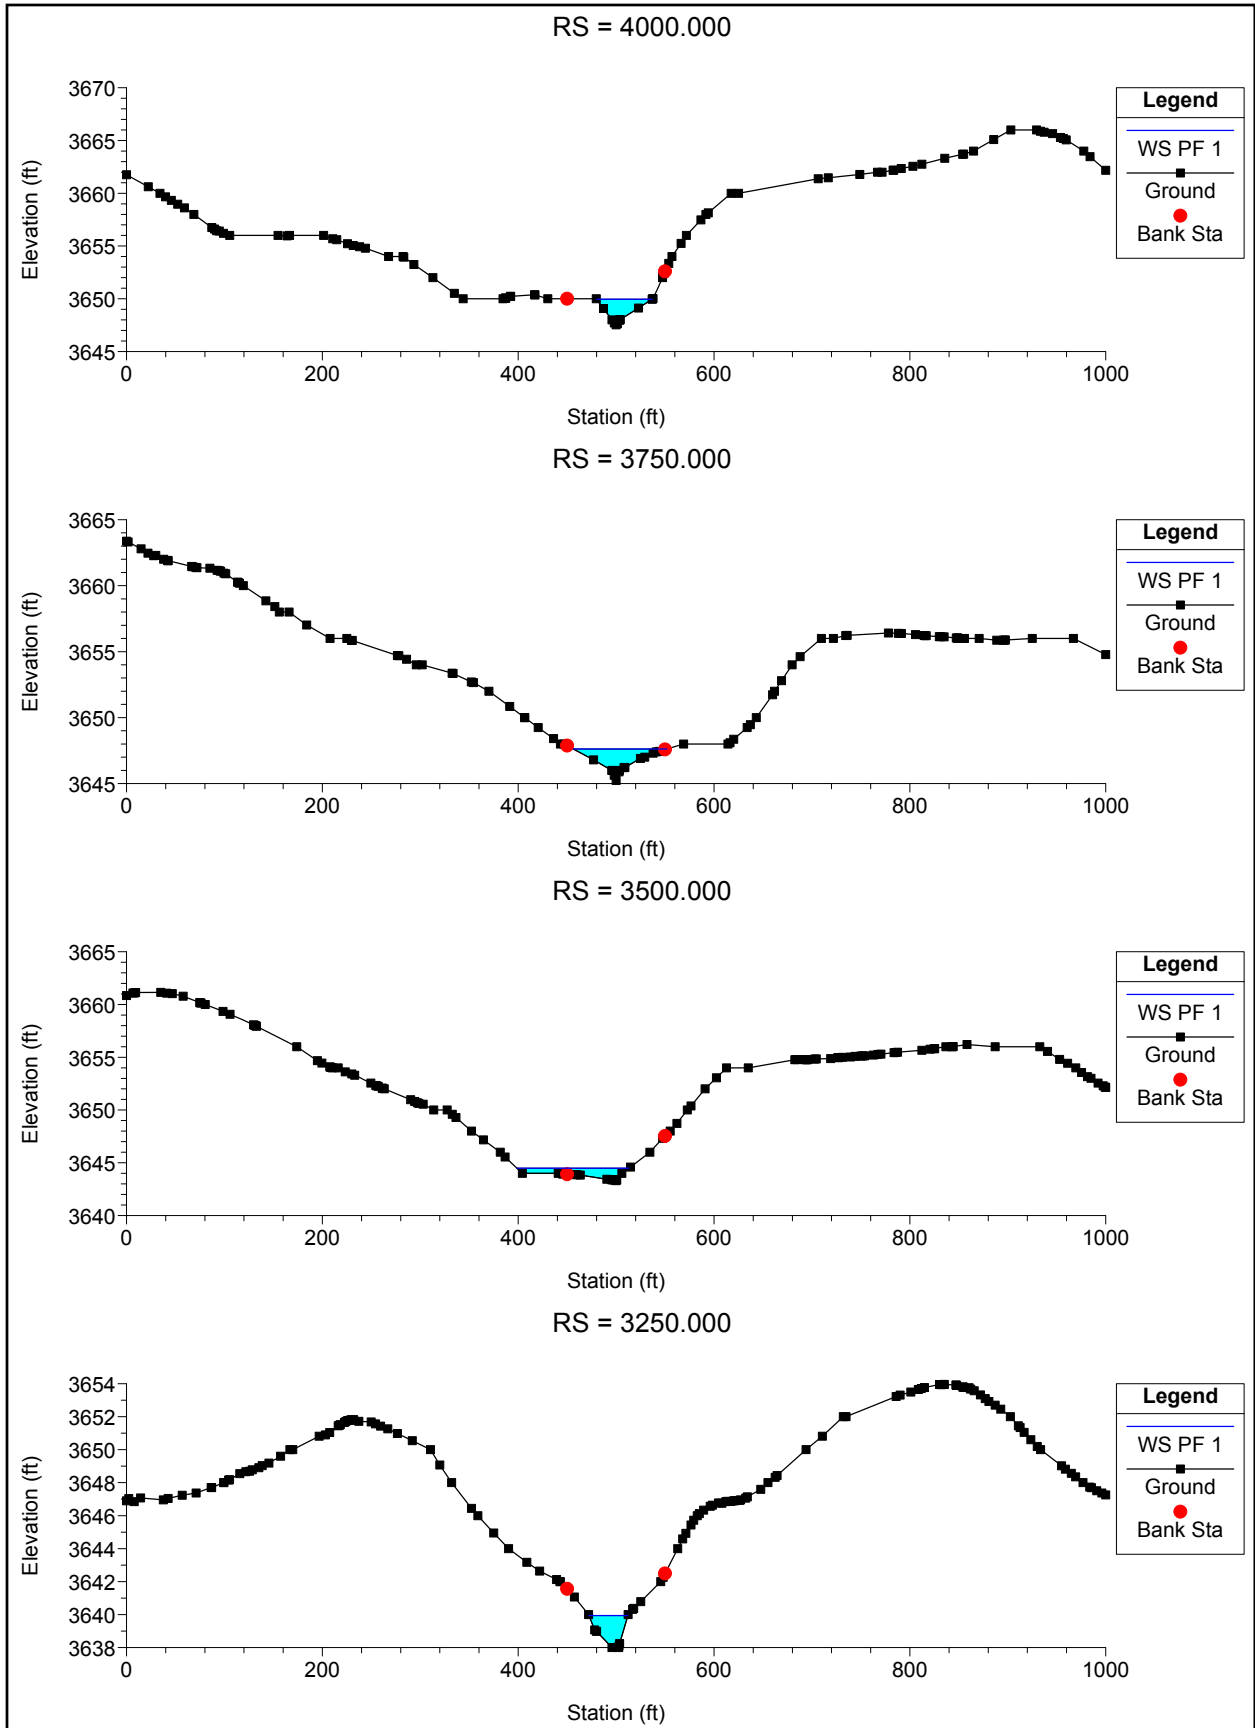 RS = 4000.000
Elevation (ft)
3670
3665
3660
3655
3650
3645
0 200 400 600 800 1000
Station (ft)
Legend
WS PF 1
Ground
Bank Sta
RS = 3750.000
Elevation (ft)
3665
3660
3655
3650
3645
0 200 400 600 800 1000
Station (ft)
Legend
WS PF 1
Ground
Bank Sta
RS = 3500.000
Elevation (ft)
3665
3660
3655
3650
3645
3640
0 200 400 600 800 1000
Station (ft)
Legend
WS PF 1
Ground
Bank Sta
RS = 3250.000
Elevation (ft)
3654
3652
3650
3648
3646
3644
3642
3640
3638
0 200 400 600 800 1000
Station (ft)
Legend
WS PF 1
Ground
Bank Sta